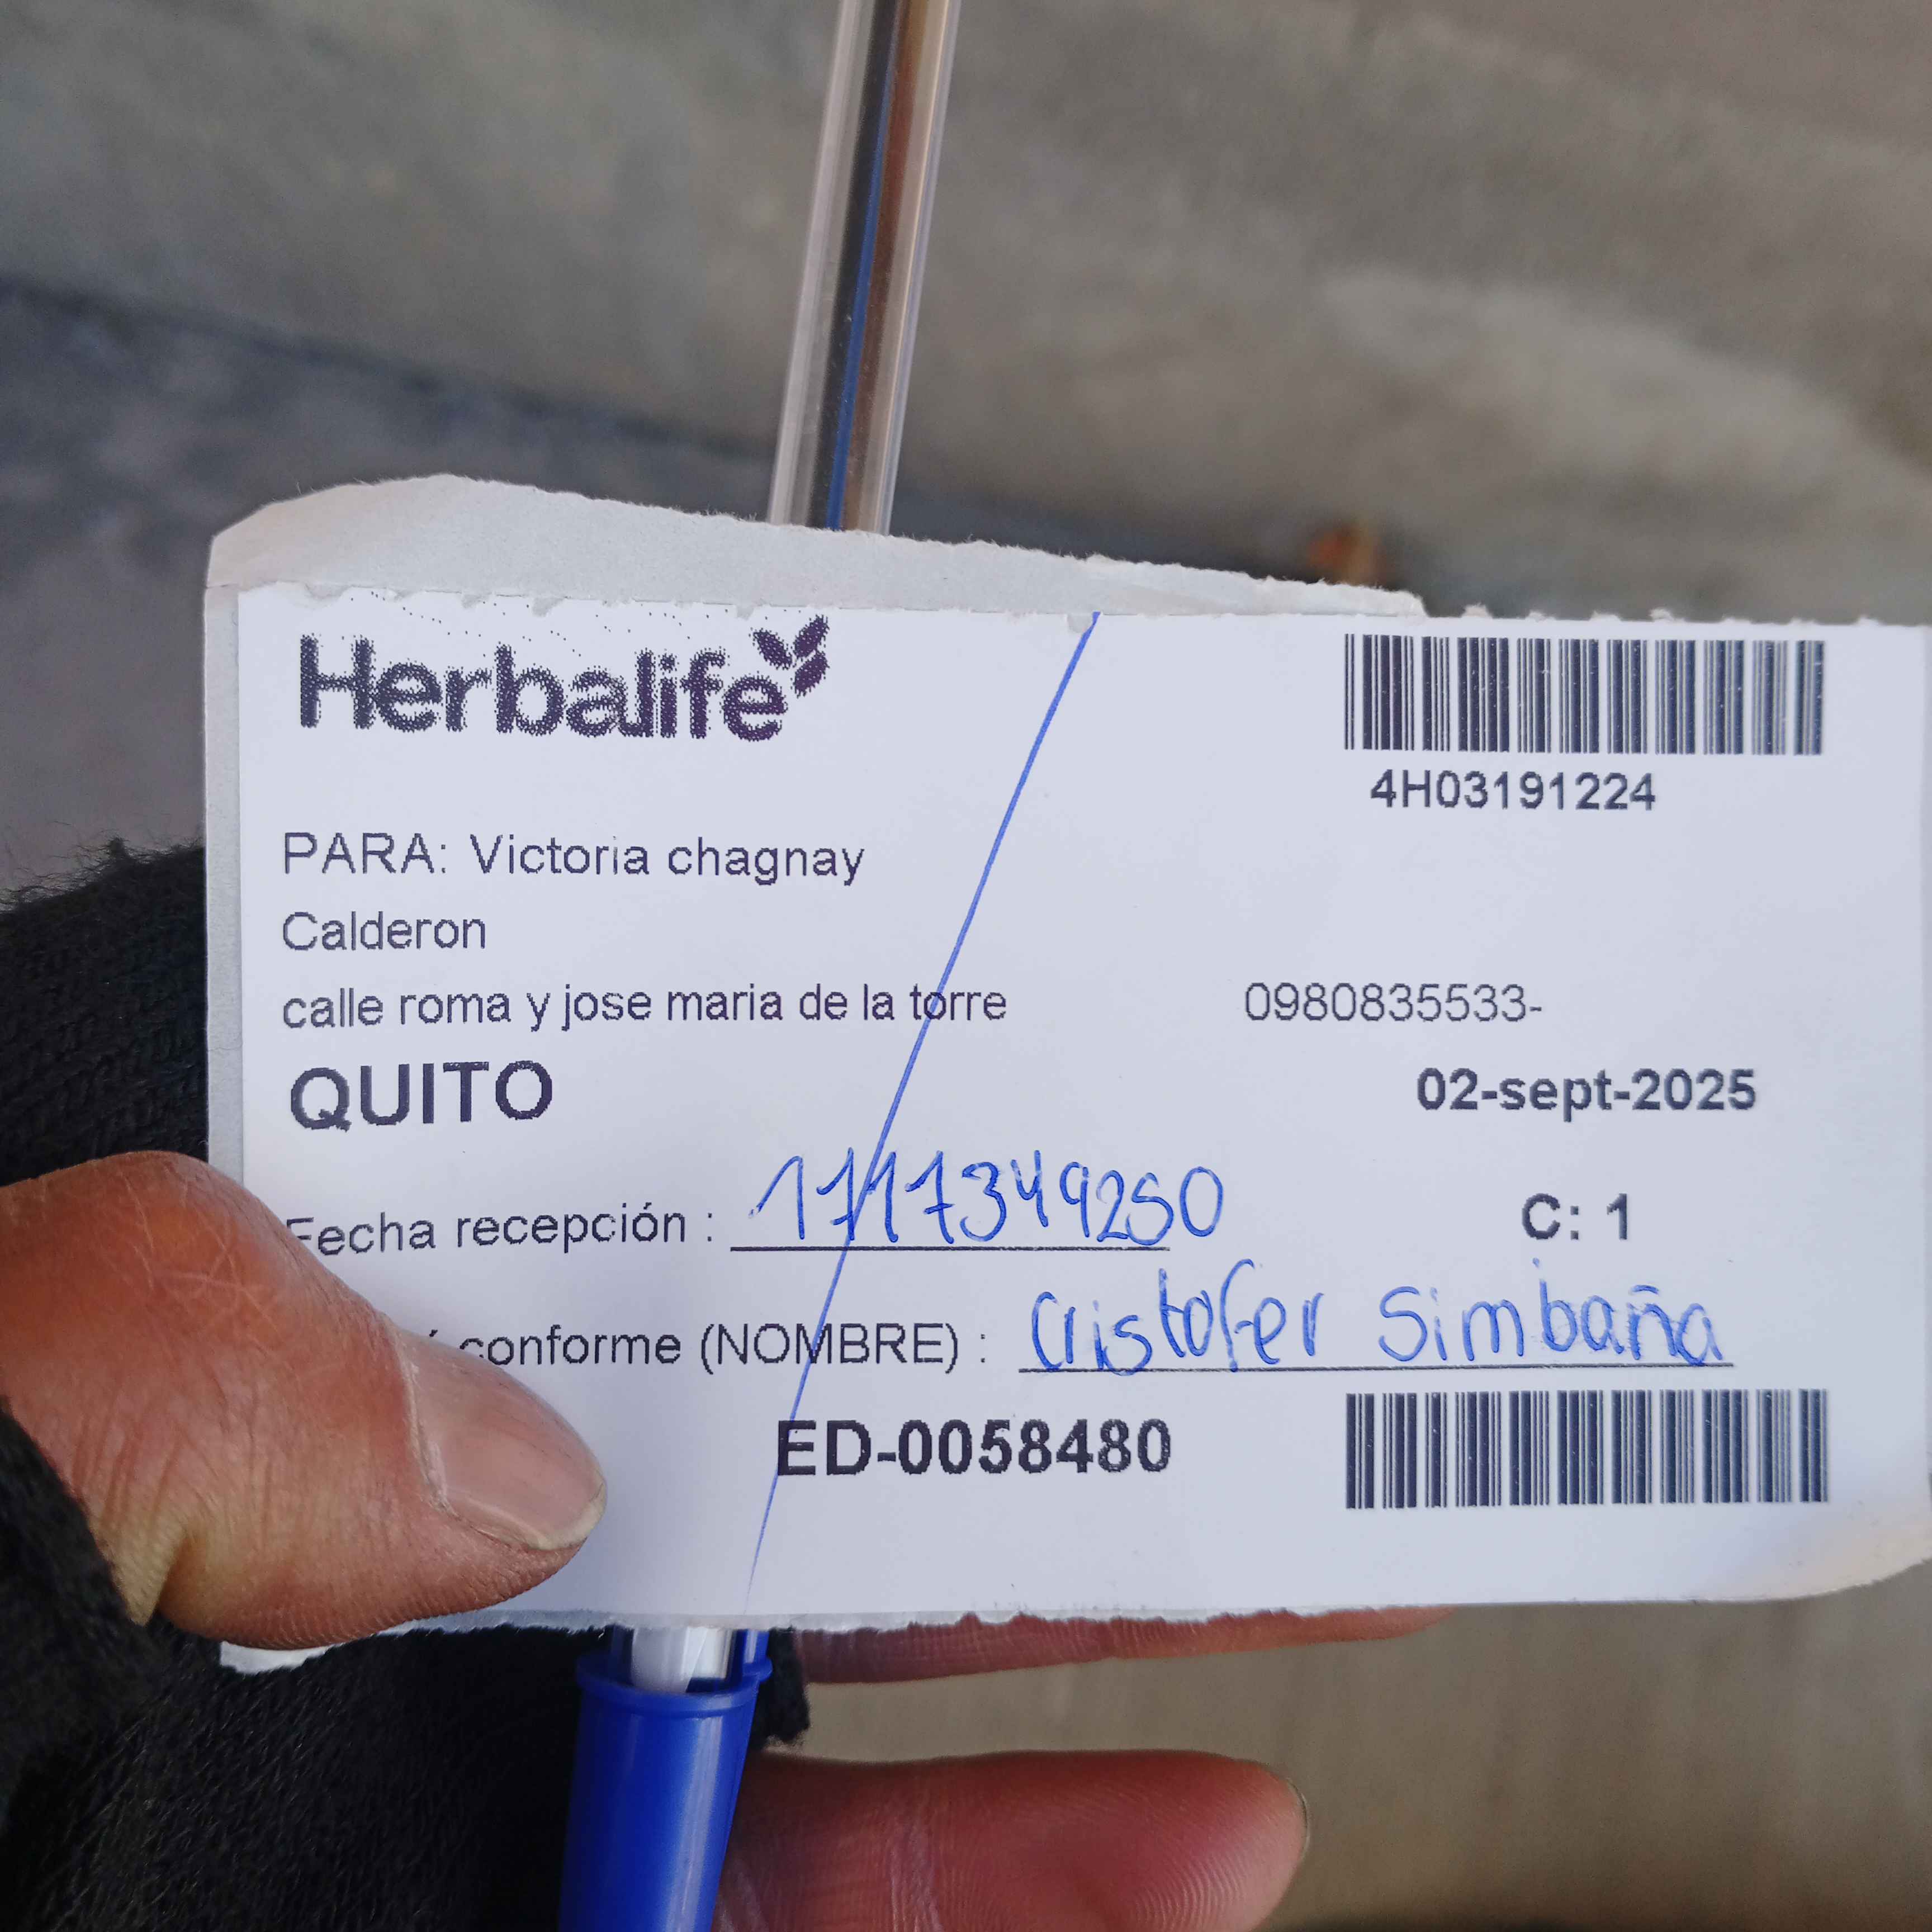 Herbalife
4H03191224
PARA: Victoria chagnay
Calderon
calle roma y jose maria de la torre 0980835533-
QUITO 02-sept-2025
Fecha recepción : 1717349250 C: 1
conforme (NOMBRE) : Cristofer Simbaña
ED-0058480